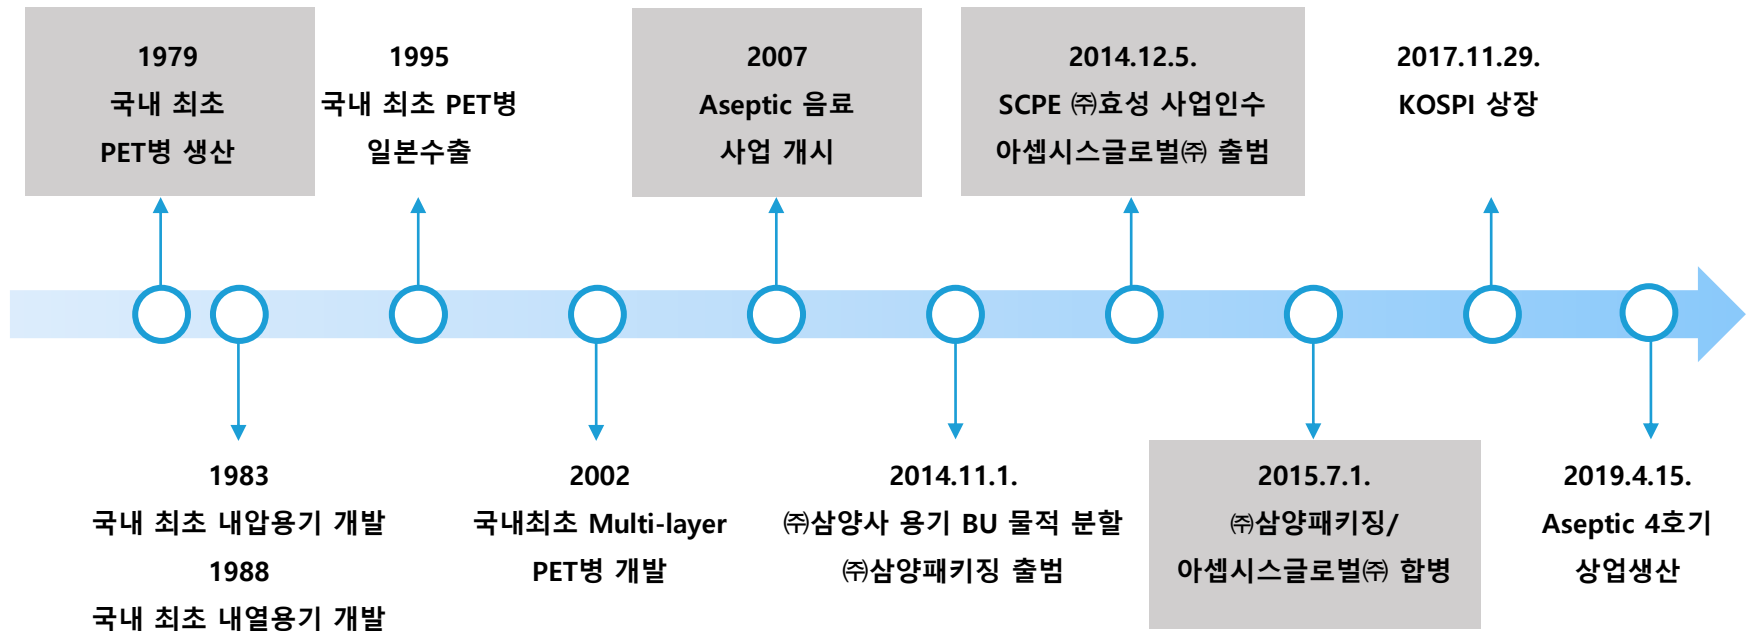 1979
국내 최초
PET병 생산
1995
국내 최초 PET병
일본수출
2007
Aseptic 음료
사업 개시
2014.12.5.
SCPE ㈜효성 사업인수
아셉시스글로벌㈜ 출범
2017.11.29.
KOSPI 상장
1983
국내 최초 내압용기 개발
1988
국내 최초 내열용기 개발
2002
국내최초 Multi-layer
PET병 개발
2014.11.1.
㈜삼양사 용기 BU 물적 분할
㈜삼양패키징 출범
2015.7.1.
㈜삼양패키징/
아셉시스글로벌㈜ 합병
2019.4.15.
Aseptic 4호기
상업생산